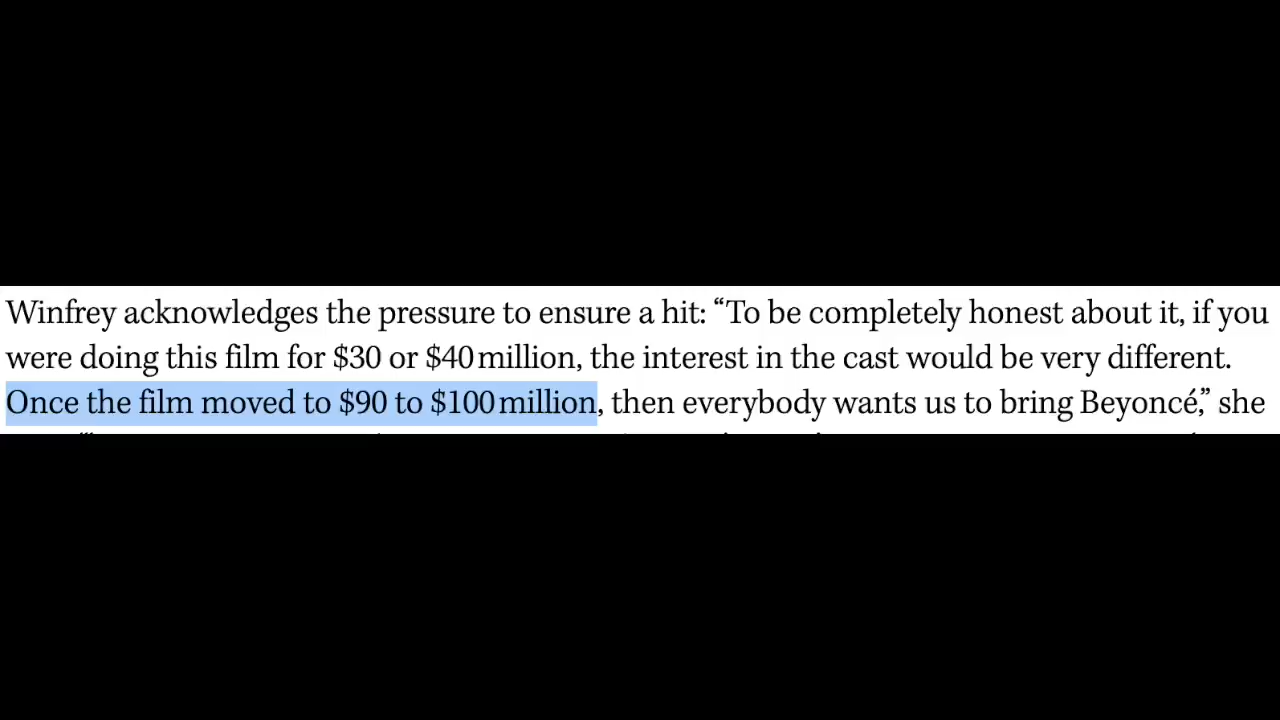 Winfrey acknowledges the pressure to ensure a hit: “To be completely honest about it, if you
were doing this film for $30 or $40 million, the interest in the cast would be very different.
Once the film moved to $90 to $100 million, then everybody wants us to bring Beyoncé,” she